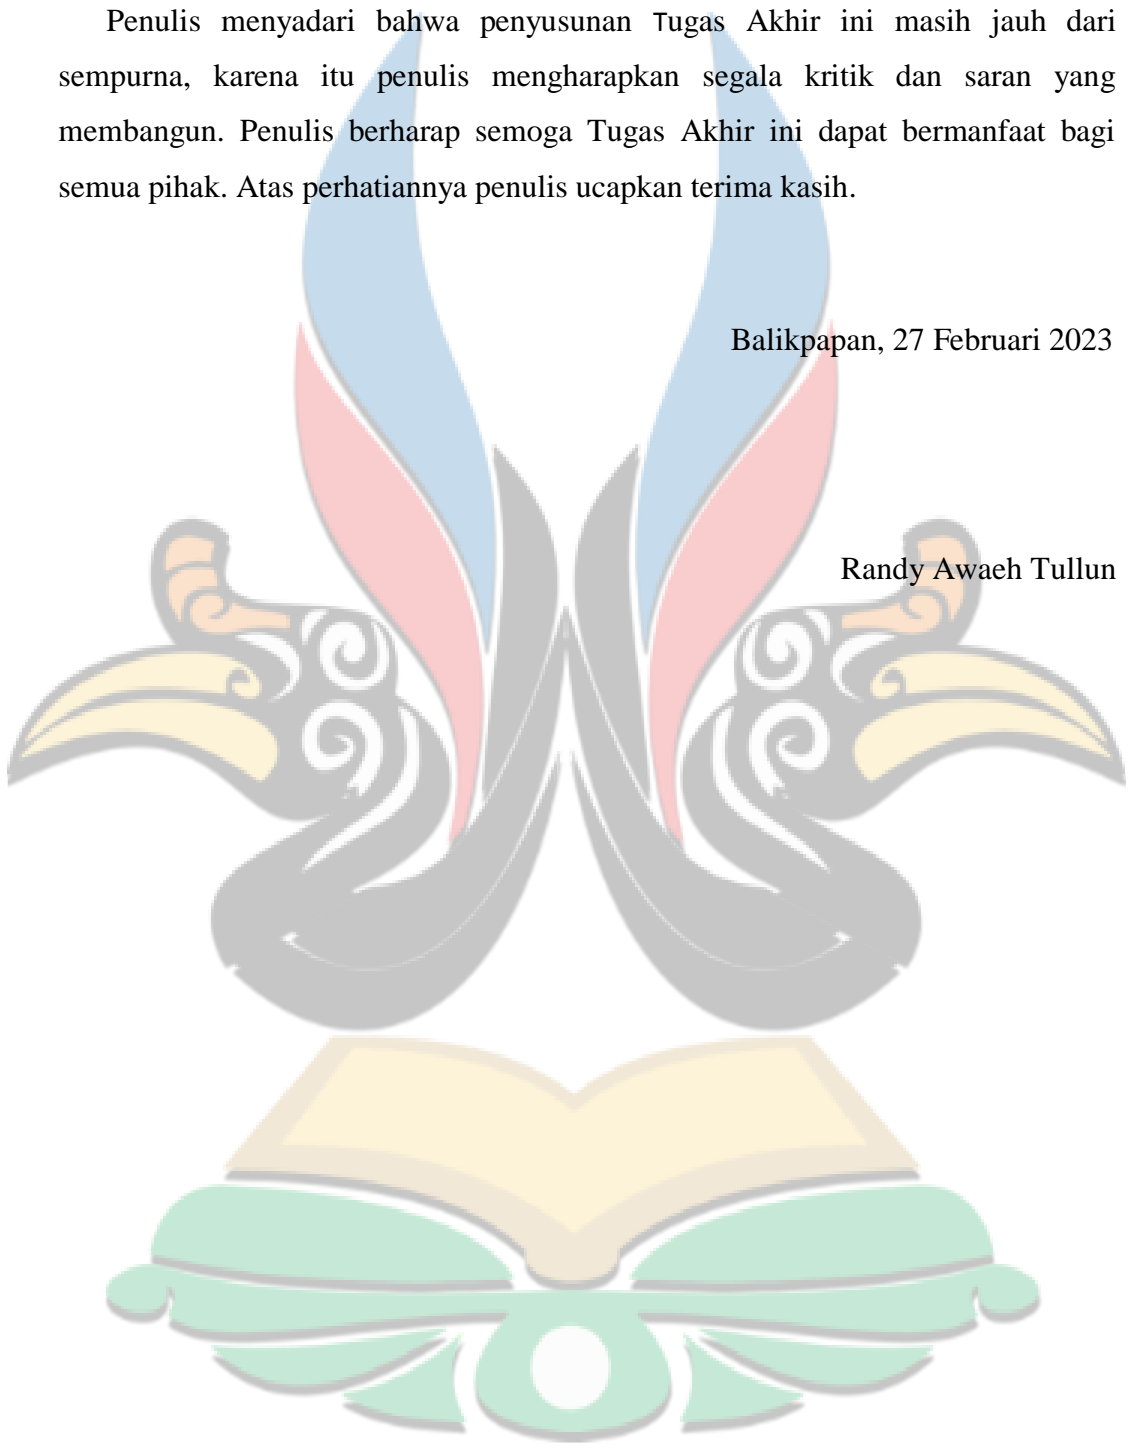 Penulis menyadari bahwa penyusunan Tugas Akhir ini masih jauh dari
sempurna, karena itu penulis mengharapkan segala kritik dan saran yang
membangun. Penulis berharap semoga Tugas Akhir ini dapat bermanfaat bagi
semua pihak. Atas perhatiannya penulis ucapkan terima kasih.
Balikpapan, 27 Februari 2023
Randy Awaeh Tullun